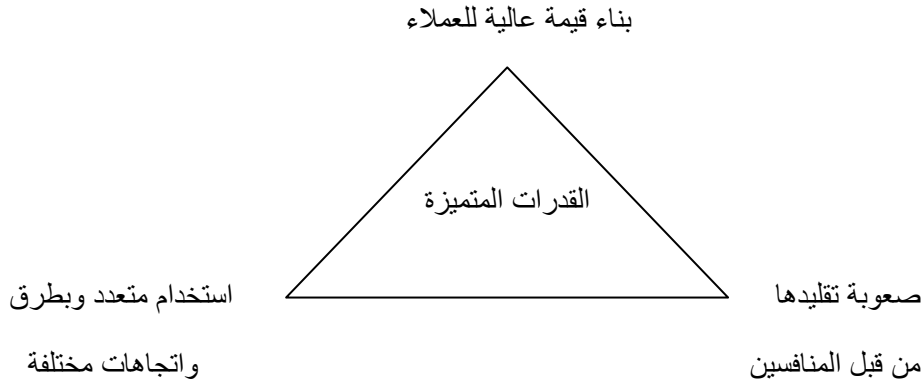 بناء قيمة عالية للعملاء
القدرات المتميزة
صعوبة تقليدها
من قبل المنافسين
استخدام متعدد وبطرق
واتجاهات مختلفة